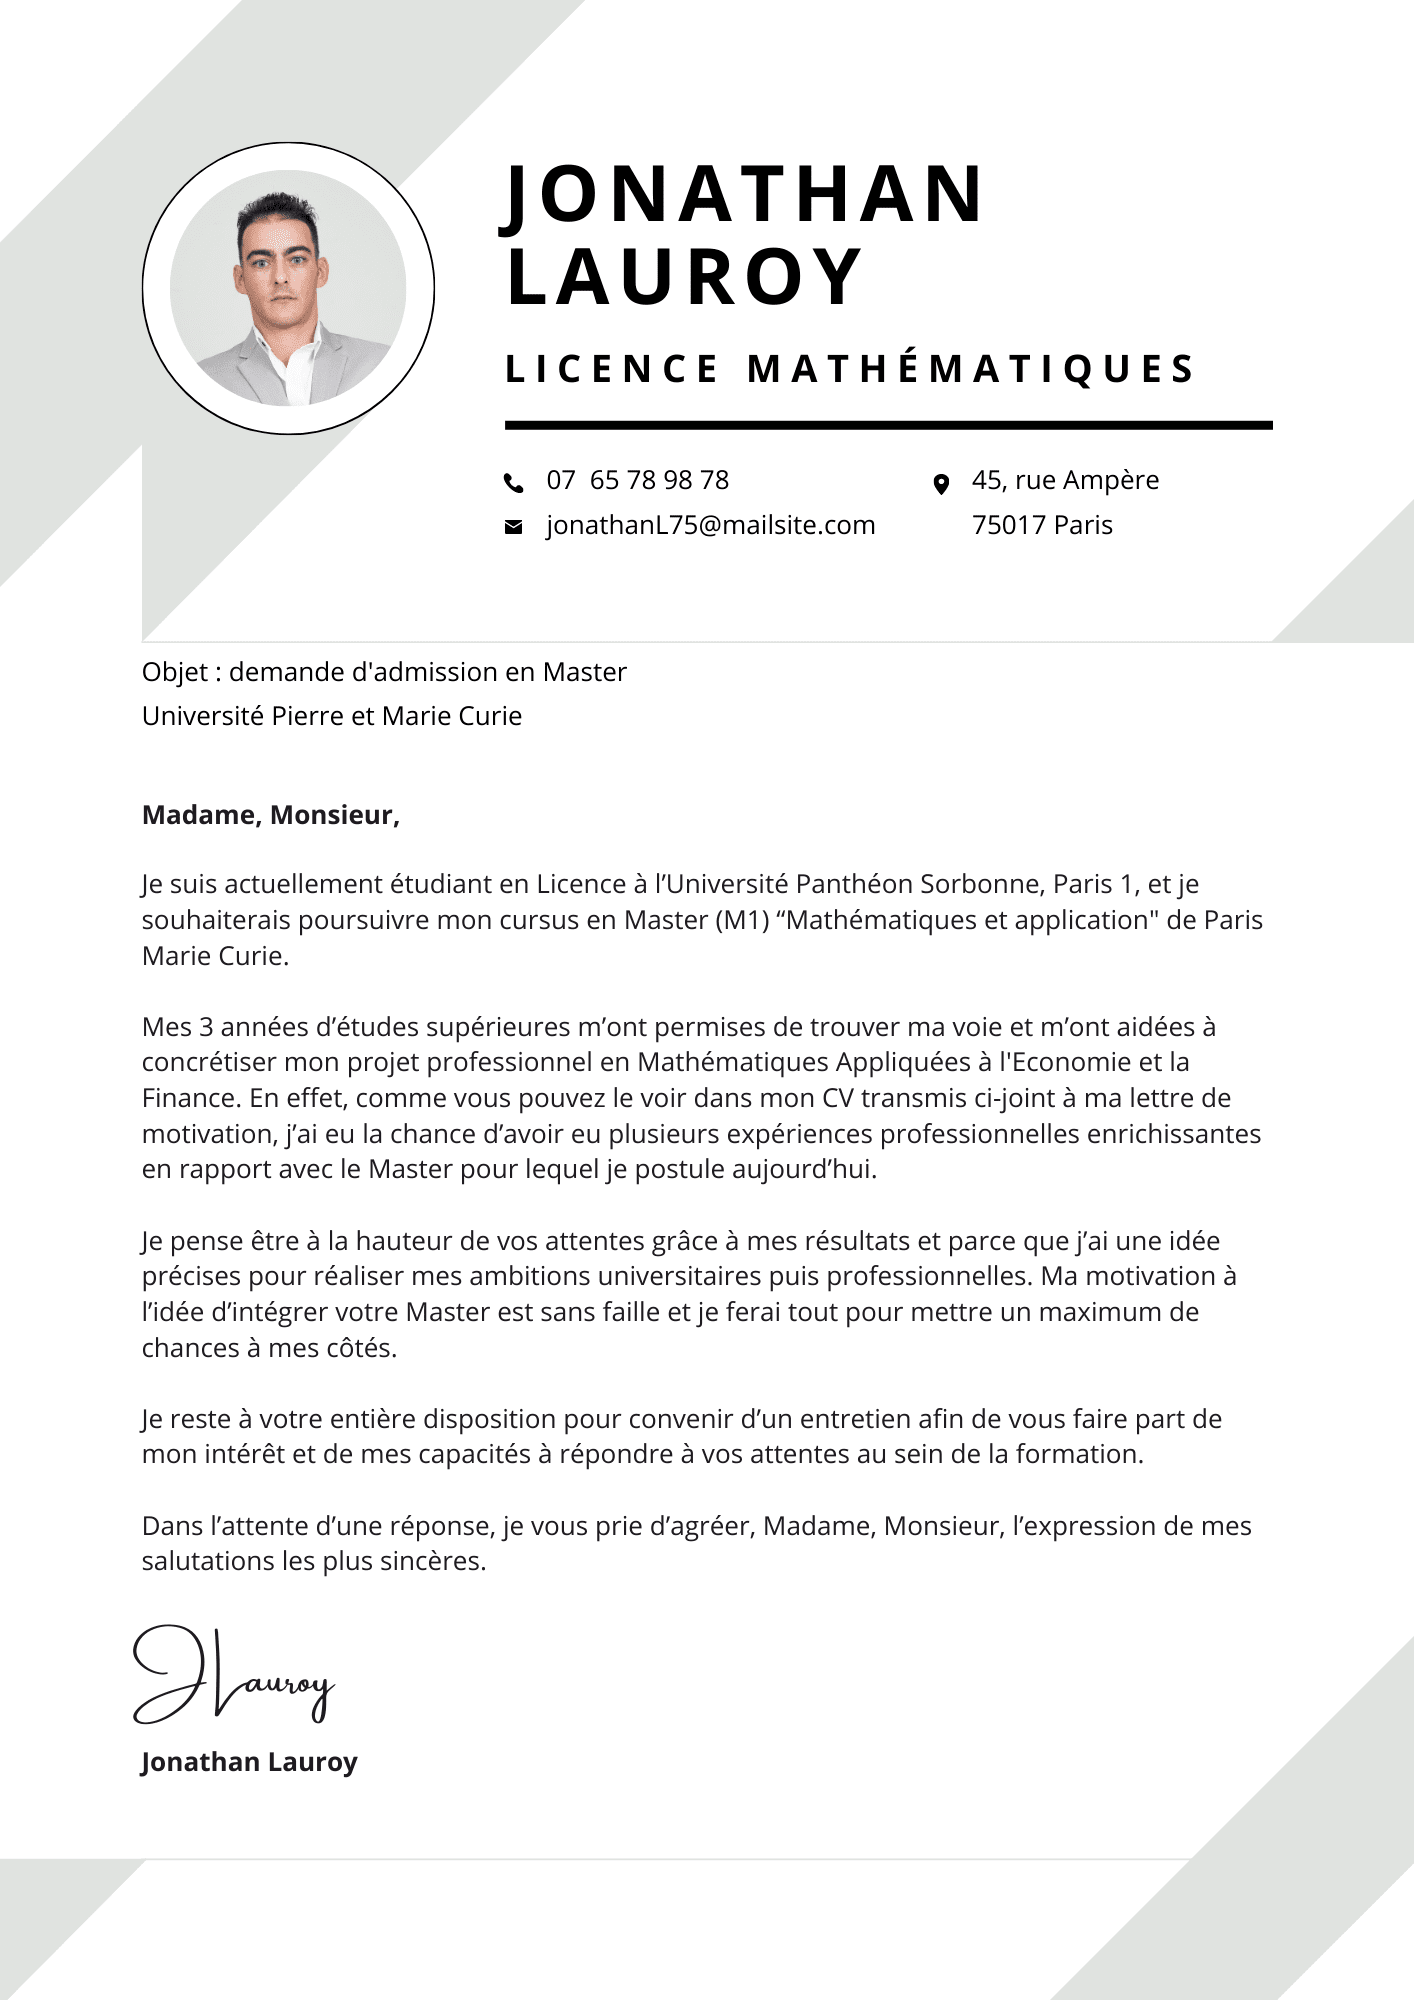 JONATHAN
LAUROY
LICENCE MATHÉMATIQUES
07  65 78 98 78
jonathanL75@mailsite.com
45, rue Ampère
75017 Paris
Objet : demande d'admission en Master
Université Pierre et Marie Curie
Madame, Monsieur,
Je suis actuellement étudiant en Licence à l’Université Panthéon Sorbonne, Paris 1, et je
souhaiterais poursuivre mon cursus en Master (M1) “Mathématiques et application" de Paris
Marie Curie.
Mes 3 années d’études supérieures m’ont permises de trouver ma voie et m’ont aidées à
concrétiser mon projet professionnel en Mathématiques Appliquées à l'Economie et la
Finance. En effet, comme vous pouvez le voir dans mon CV transmis ci-joint à ma lettre de
motivation, j’ai eu la chance d’avoir eu plusieurs expériences professionnelles enrichissantes
en rapport avec le Master pour lequel je postule aujourd’hui.
Je pense être à la hauteur de vos attentes grâce à mes résultats et parce que j’ai une idée
précises pour réaliser mes ambitions universitaires puis professionnelles. Ma motivation à
l’idée d’intégrer votre Master est sans faille et je ferai tout pour mettre un maximum de
chances à mes côtés.
Je reste à votre entière disposition pour convenir d’un entretien afin de vous faire part de
mon intérêt et de mes capacités à répondre à vos attentes au sein de la formation.
Dans l’attente d’une réponse, je vous prie d’agréer, Madame, Monsieur, l’expression de mes
salutations les plus sincères.
JLauroy
Jonathan Lauroy